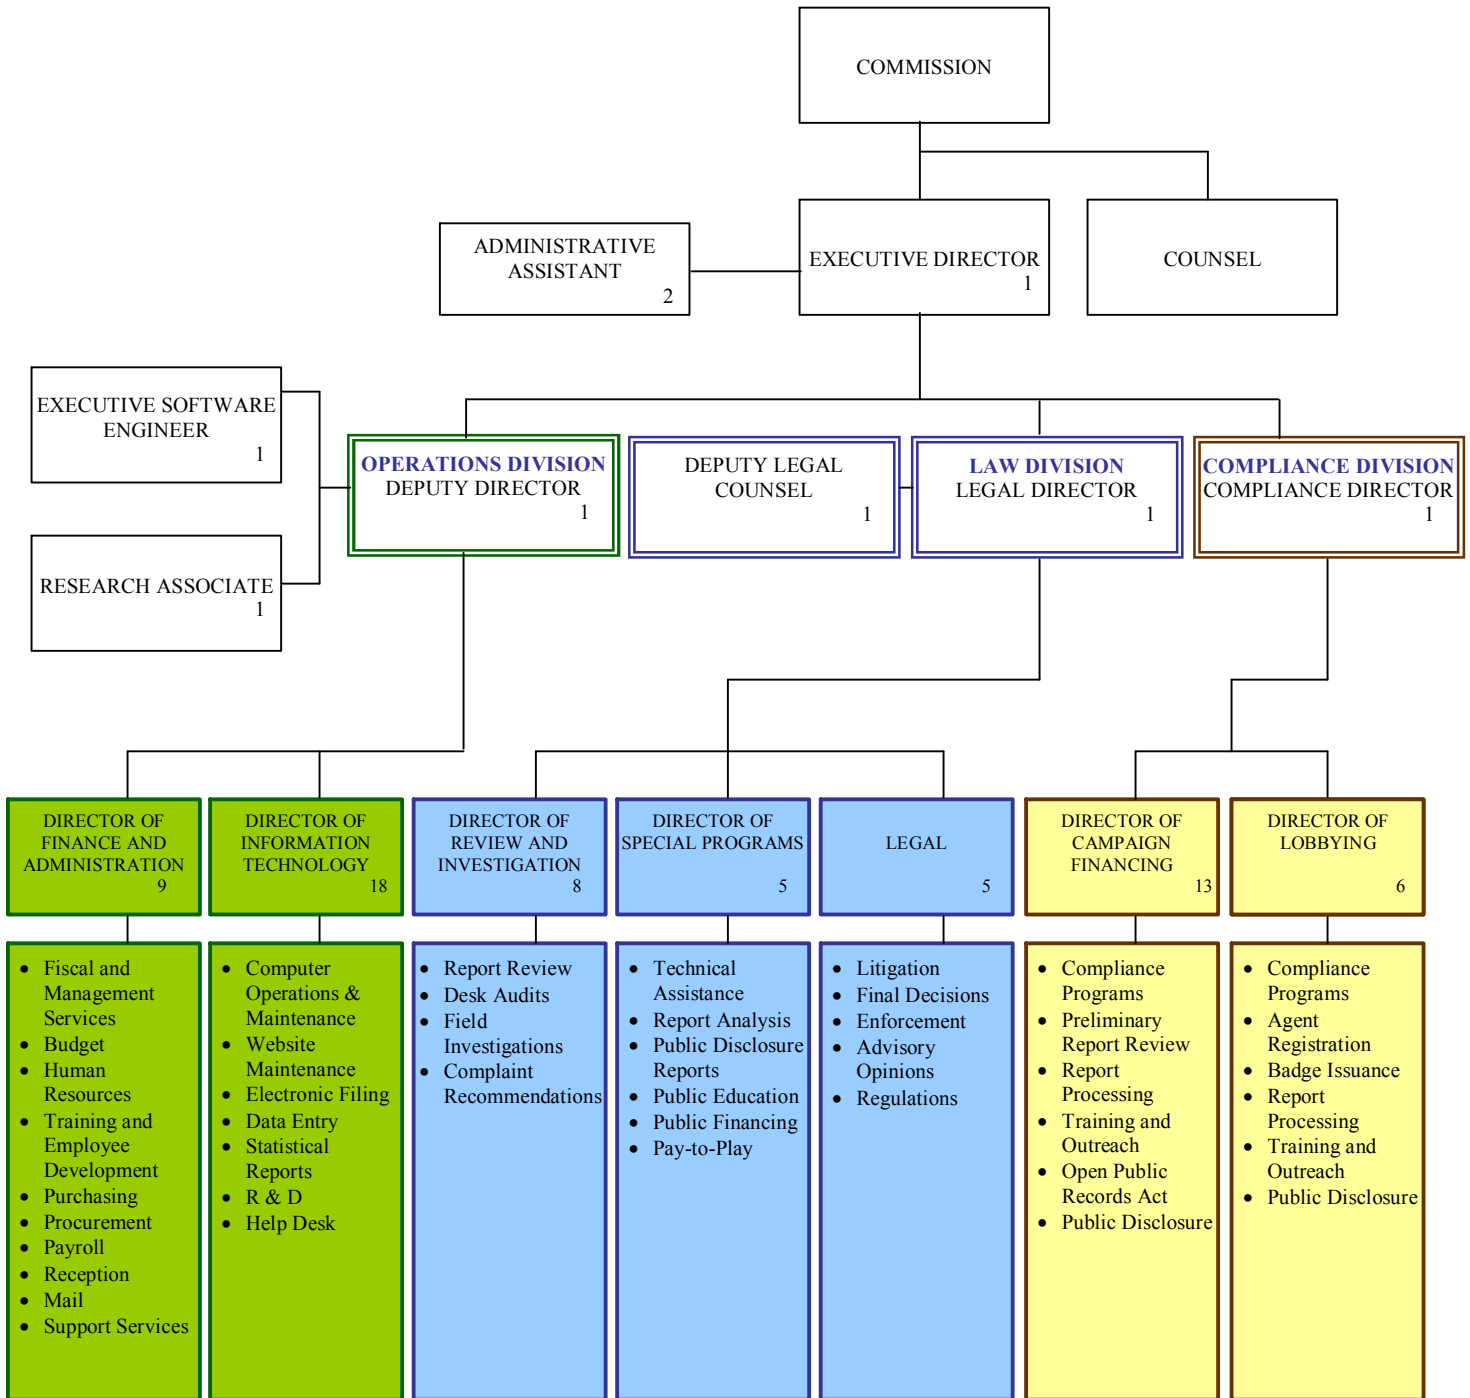 COMMISSION
ADMINISTRATIVE
ASSISTANT
2
EXECUTIVE DIRECTOR
1
COUNSEL
EXECUTIVE SOFTWARE
ENGINEER
1
RESEARCH ASSOCIATE
1
OPERATIONS DIVISION
DEPUTY DIRECTOR
1
DEPUTY LEGAL
COUNSEL
1
LAW DIVISION
LEGAL DIRECTOR
1
COMPLIANCE DIVISION
COMPLIANCE DIRECTOR
1
DIRECTOR OF
FINANCE AND
ADMINISTRATION
9
DIRECTOR OF
INFORMATION
TECHNOLOGY
18
DIRECTOR OF
REVIEW AND
INVESTIGATION
8
DIRECTOR OF
SPECIAL PROGRAMS
5
LEGAL
5
DIRECTOR OF
CAMPAIGN
FINANCING
13
DIRECTOR OF
LOBBYING
6
• Fiscal and
Management
Services
• Budget
• Human
Resources
• Training and
Employee
Development
• Purchasing
• Procurement
• Payroll
• Reception
• Mail
• Support Services
• Computer
Operations &
Maintenance
• Website
Maintenance
• Electronic Filing
• Data Entry
• Statistical
Reports
• R & D
• Help Desk
• Report Review
• Desk Audits
• Field
Investigations
• Complaint
Recommendations
• Technical
Assistance
• Report Analysis
• Public Disclosure
Reports
• Public Education
• Public Financing
• Pay-to-Play
• Litigation
• Final Decisions
• Enforcement
• Advisory
Opinions
• Regulations
• Compliance
Programs
• Preliminary
Report Review
• Report
Processing
• Training and
Outreach
• Open Public
Records Act
• Public Disclosure
• Compliance
Programs
• Agent
Registration
• Badge Issuance
• Report
Processing
• Training and
Outreach
• Public Disclosure